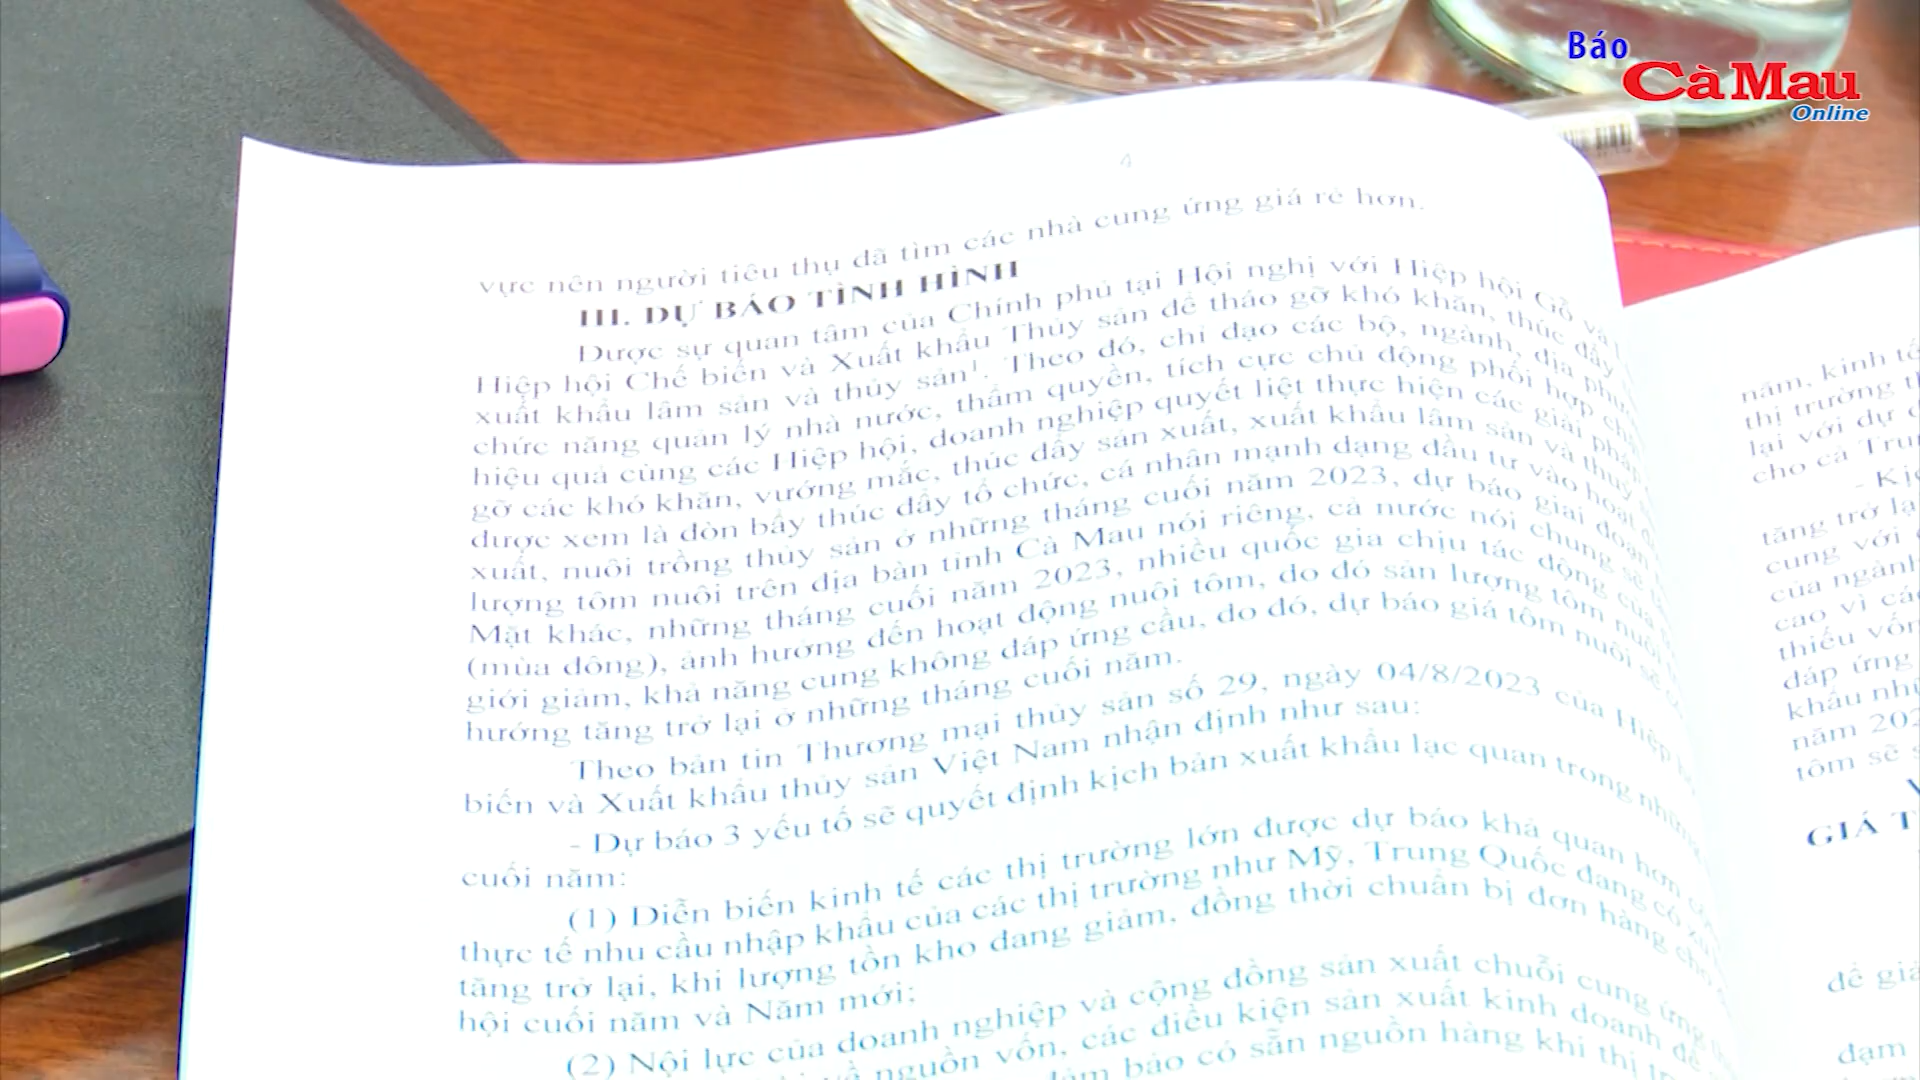 Báo
Cà Mau
Online
4
vực nên người tiêu thụ đã tìm các nhà cung ứng giá rẻ hơn.
III. DỰ BÁO TÌNH HÌNH
Được sự quan tâm của Chính phủ tại Hội nghị với Hiệp hội Gỗ và
Hiệp hội Chế biến và Xuất khẩu Thủy sản để tháo gỡ khó khăn, thúc đẩy
xuất khẩu lâm sản và thủy sản¹. Theo đó, chỉ đạo các bộ, ngành, địa
chức năng quản lý nhà nước, thẩm quyền, tích cực chủ động phối hợp
hiệu quả cùng các Hiệp hội, doanh nghiệp quyết liệt thực hiện các giải pháp
gỡ các khó khăn, vướng mắc, thúc đẩy sản xuất, xuất khẩu lâm sản và thủy
được xem là đòn bẩy thúc đẩy tổ chức, cá nhân mạnh dạng đầu tư vào hoạt
xuất, nuôi trồng thủy sản ở những tháng cuối năm 2023, dự báo giai đoạn
lượng tôm nuôi trên địa bàn tỉnh Cà Mau nói riêng, cả nước nói chung sẽ
Mặt khác, những tháng cuối năm 2023, nhiều quốc gia chịu tác động của
(mùa đông), ảnh hưởng đến hoạt động nuôi tôm, do đó sản lượng tôm nuôi
giới giảm, khả năng cung không đáp ứng cầu, do đó, dự báo giá tôm nuôi sẽ
hướng tăng trở lại ở những tháng cuối năm.
Theo bản tin Thương mại thủy sản số 29, ngày 04/8/2023 của Hiệp
biến và Xuất khẩu thủy sản Việt Nam nhận định như sau:
- Dự báo 3 yếu tố sẽ quyết định kịch bản xuất khẩu lạc quan trong những
cuối năm:
(1) Diễn biến kinh tế các thị trường lớn được dự báo khả quan hơn
thực tế nhu cầu nhập khẩu của các thị trường như Mỹ, Trung Quốc đang có
tăng trở lại, khi lượng tồn kho đang giảm, đồng thời chuẩn bị đơn hàng cho
hội cuối năm và Năm mới;
(2) Nội lực của doanh nghiệp và cộng đồng sản xuất chuỗi cung ứng
về nguồn vốn, các điều kiện sản xuất kinh doanh để
bảo có sẵn nguồn hàng khi thị
năm, kinh tế
thị trường
lại với dự
cho cả
tăng trở lại
cung với
của ngành
cao vì các
thiếu vốn
đáp ứng
khẩu
năm
tôm sẽ
GIÁ
để
đạm